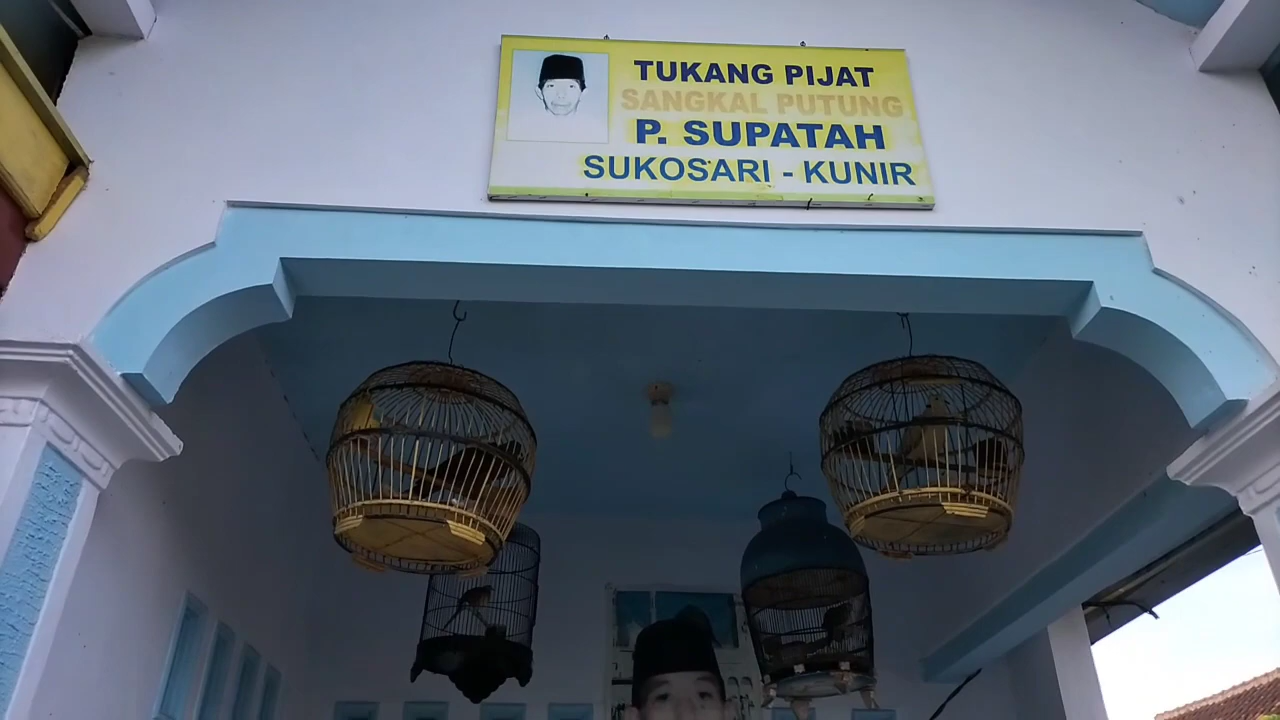 TUKANG PIJAT
SANGKAL PUTUNG
P. SUPATAH
SUKOSARI - KUNIR